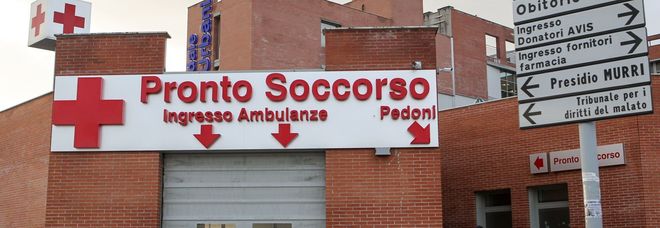 Pronto Soccorso
Ingresso Ambulanze
Pedoni
Obitorio
Ingresso
Donatori AVIS
Ingresso fornitori
farmacia
Presidio MURRI
Tribunale per i
diritti del malato
Pronto Soccorso